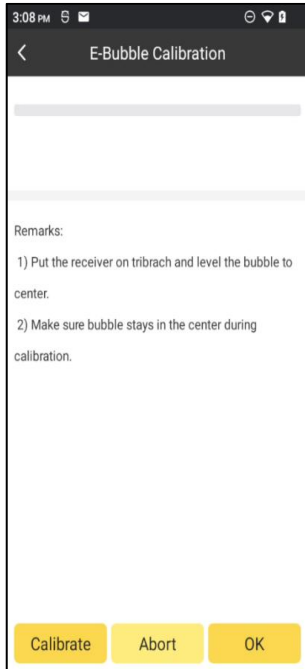 3:08 PM
E-Bubble Calibration
Remarks:
1) Put the receiver on tribrach and level the bubble to
center.
2) Make sure bubble stays in the center during
calibration.
Calibrate Abort OK